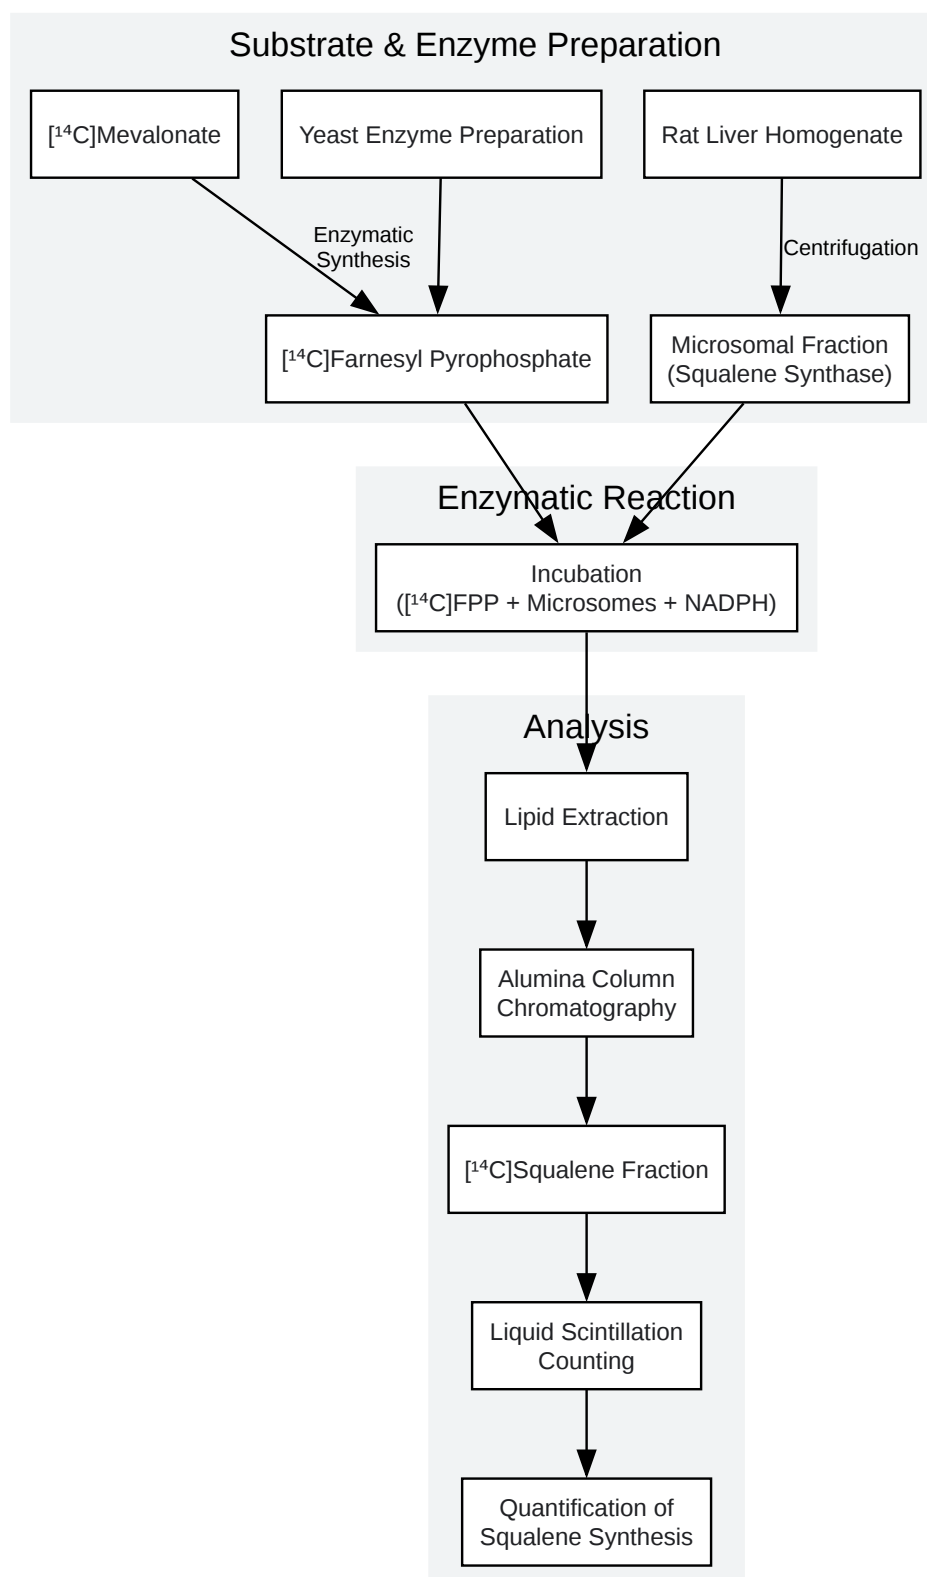 Substrate & Enzyme Preparation
[¹⁴C]Mevalonate
Yeast Enzyme Preparation
Rat Liver Homogenate
Enzymatic
Synthesis
Centrifugation
[¹⁴C]Farnesyl Pyrophosphate
Microsomal Fraction
(Squalene Synthase)
Enzymatic Reaction
Incubation
([¹⁴C]FPP + Microsomes + NADPH)
Analysis
Lipid Extraction
Alumina Column
Chromatography
[¹⁴C]Squalene Fraction
Liquid Scintillation
Counting
Quantification of
Squalene Synthesis